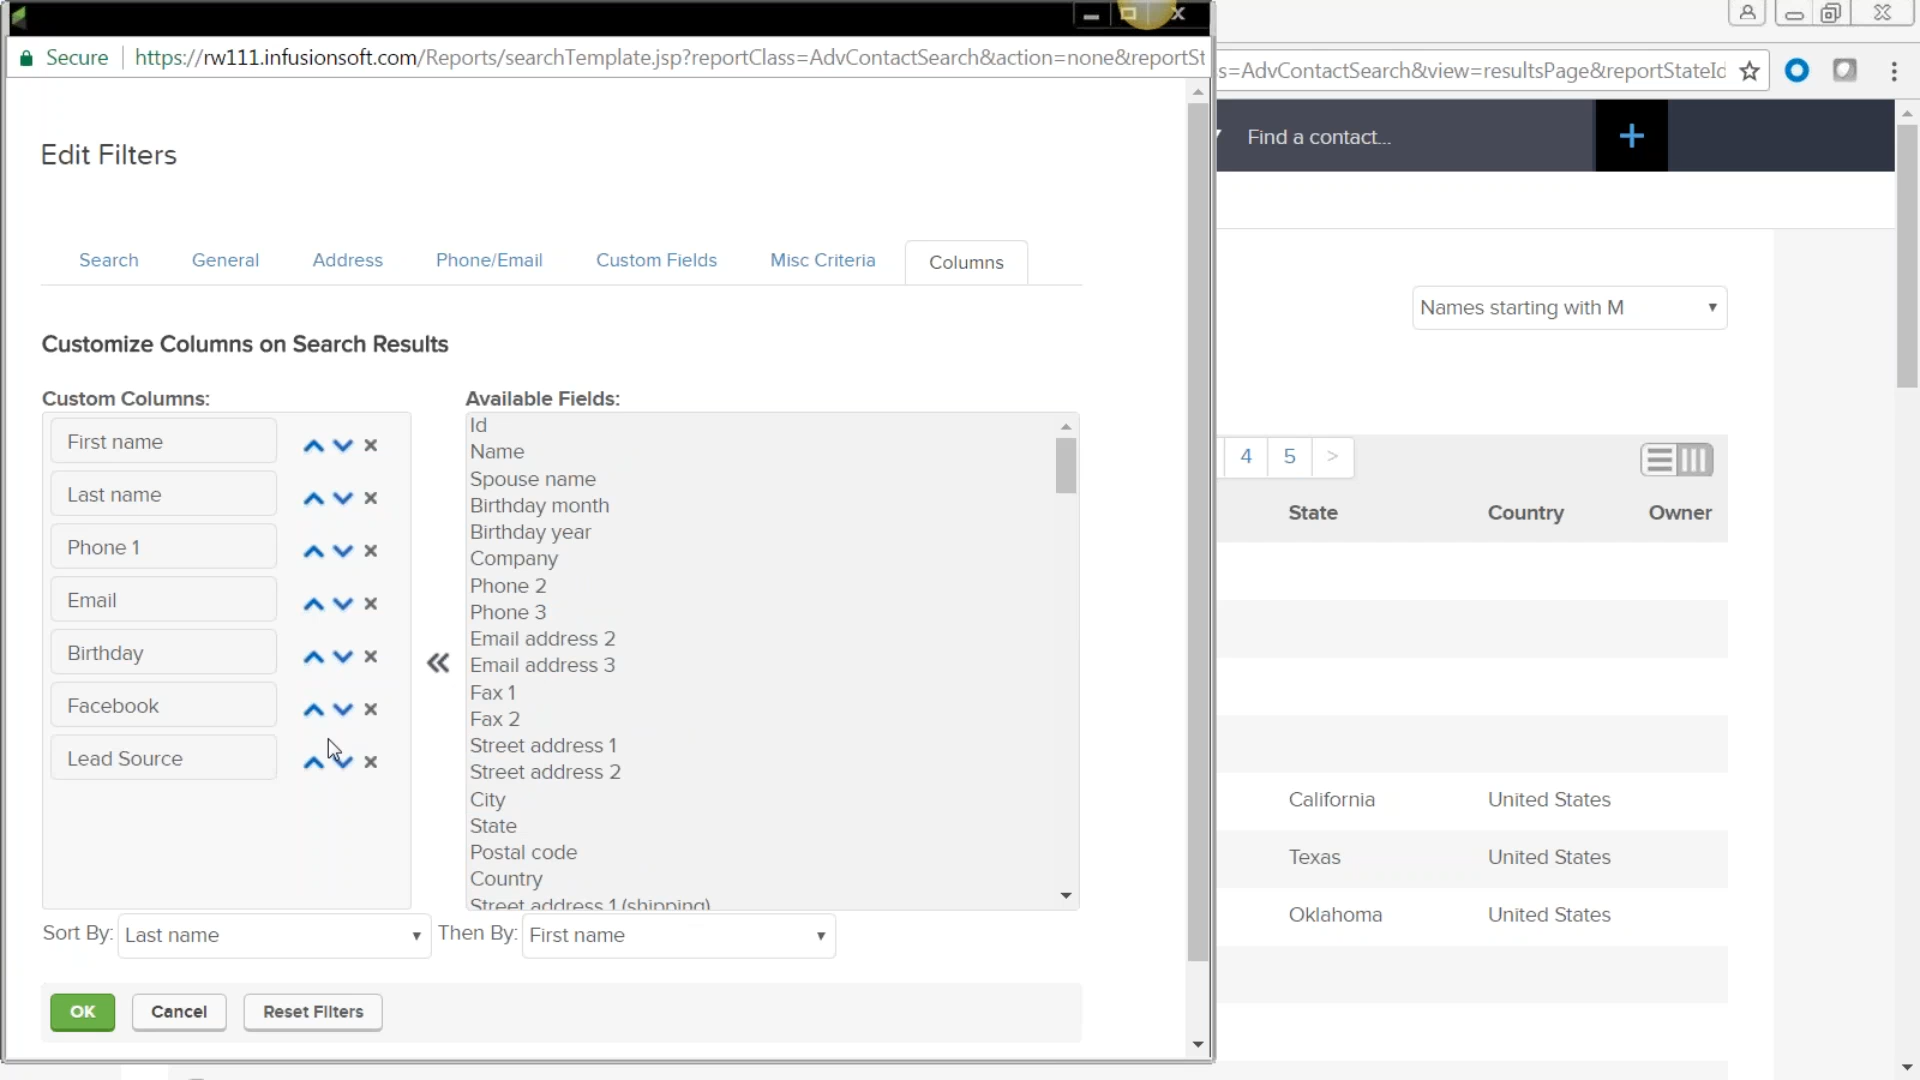 Secure https://rw111.infusionsoft.com/Reports/searchTemplate.jsp?reportClass=AdvContactSearch&action=none&reportSt
s=AdvContactSearch&view=resultsPage&reportStateId
Find a contact...
Edit Filters
Search General Address Phone/Email Custom Fields Misc Criteria Columns
Names starting with M
Customize Columns on Search Results
Custom Columns:
First name
Last name
Phone 1
Email
Birthday
Facebook
Lead Source
Available Fields:
Id
Name
Spouse name
Birthday month
Birthday year
Company
Phone 2
Phone 3
Email address 2
Email address 3
Fax 1
Fax 2
Street address 1
Street address 2
City
State
Postal code
Country
Street address 1 (shipping)
Sort By: Last name Then By: First name
OK Cancel Reset Filters
4 5 >
State Country Owner
California United States
Texas United States
Oklahoma United States